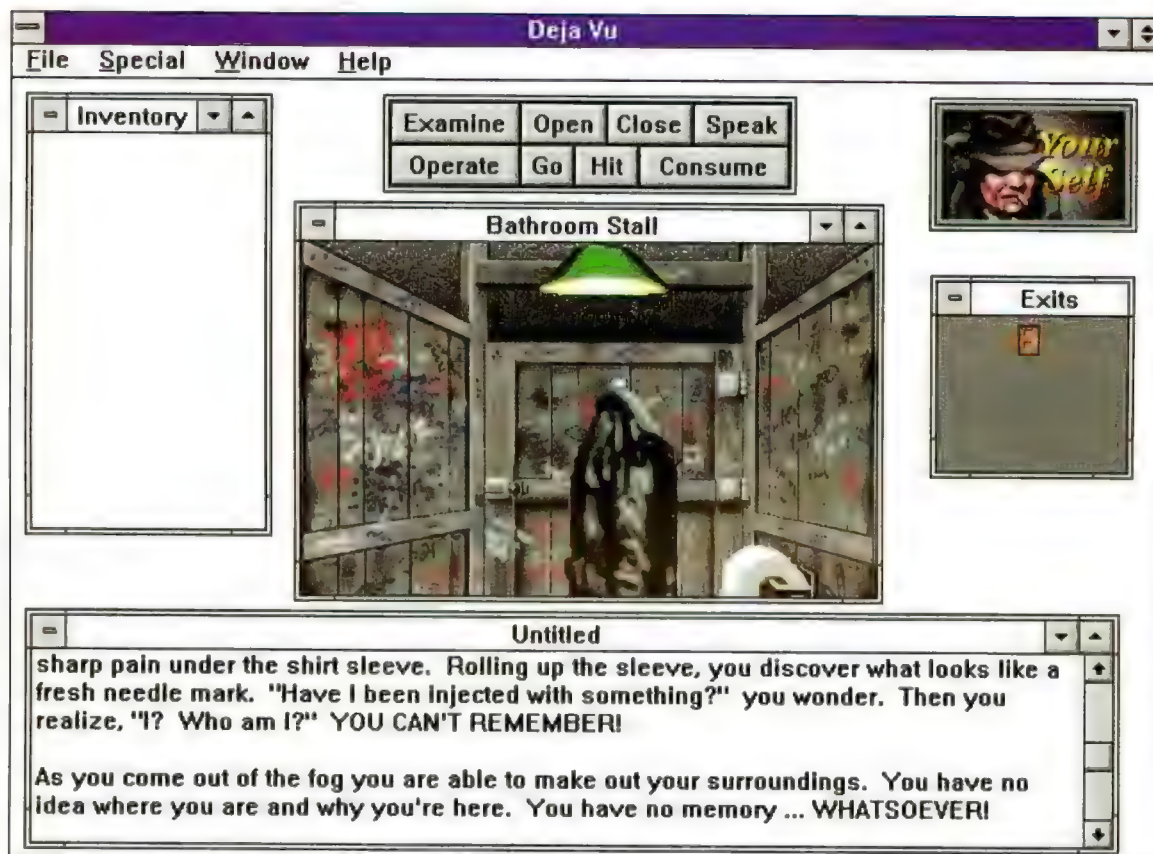 Deja Vu
File Special Window Help
Inventory
Examine Open Close Speak
Operate Go Hit Consume
Your
Self
Bathroom Stall
Exits
Untitled
sharp pain under the shirt sleeve. Rolling up the sleeve, you discover what looks like a
fresh needle mark. "Have I been injected with something?" you wonder. Then you
realize, "I? Who am I?" YOU CAN'T REMEMBER!
As you come out of the fog you are able to make out your surroundings. You have no
idea where you are and why you're here. You have no memory ... WHATSOEVER!